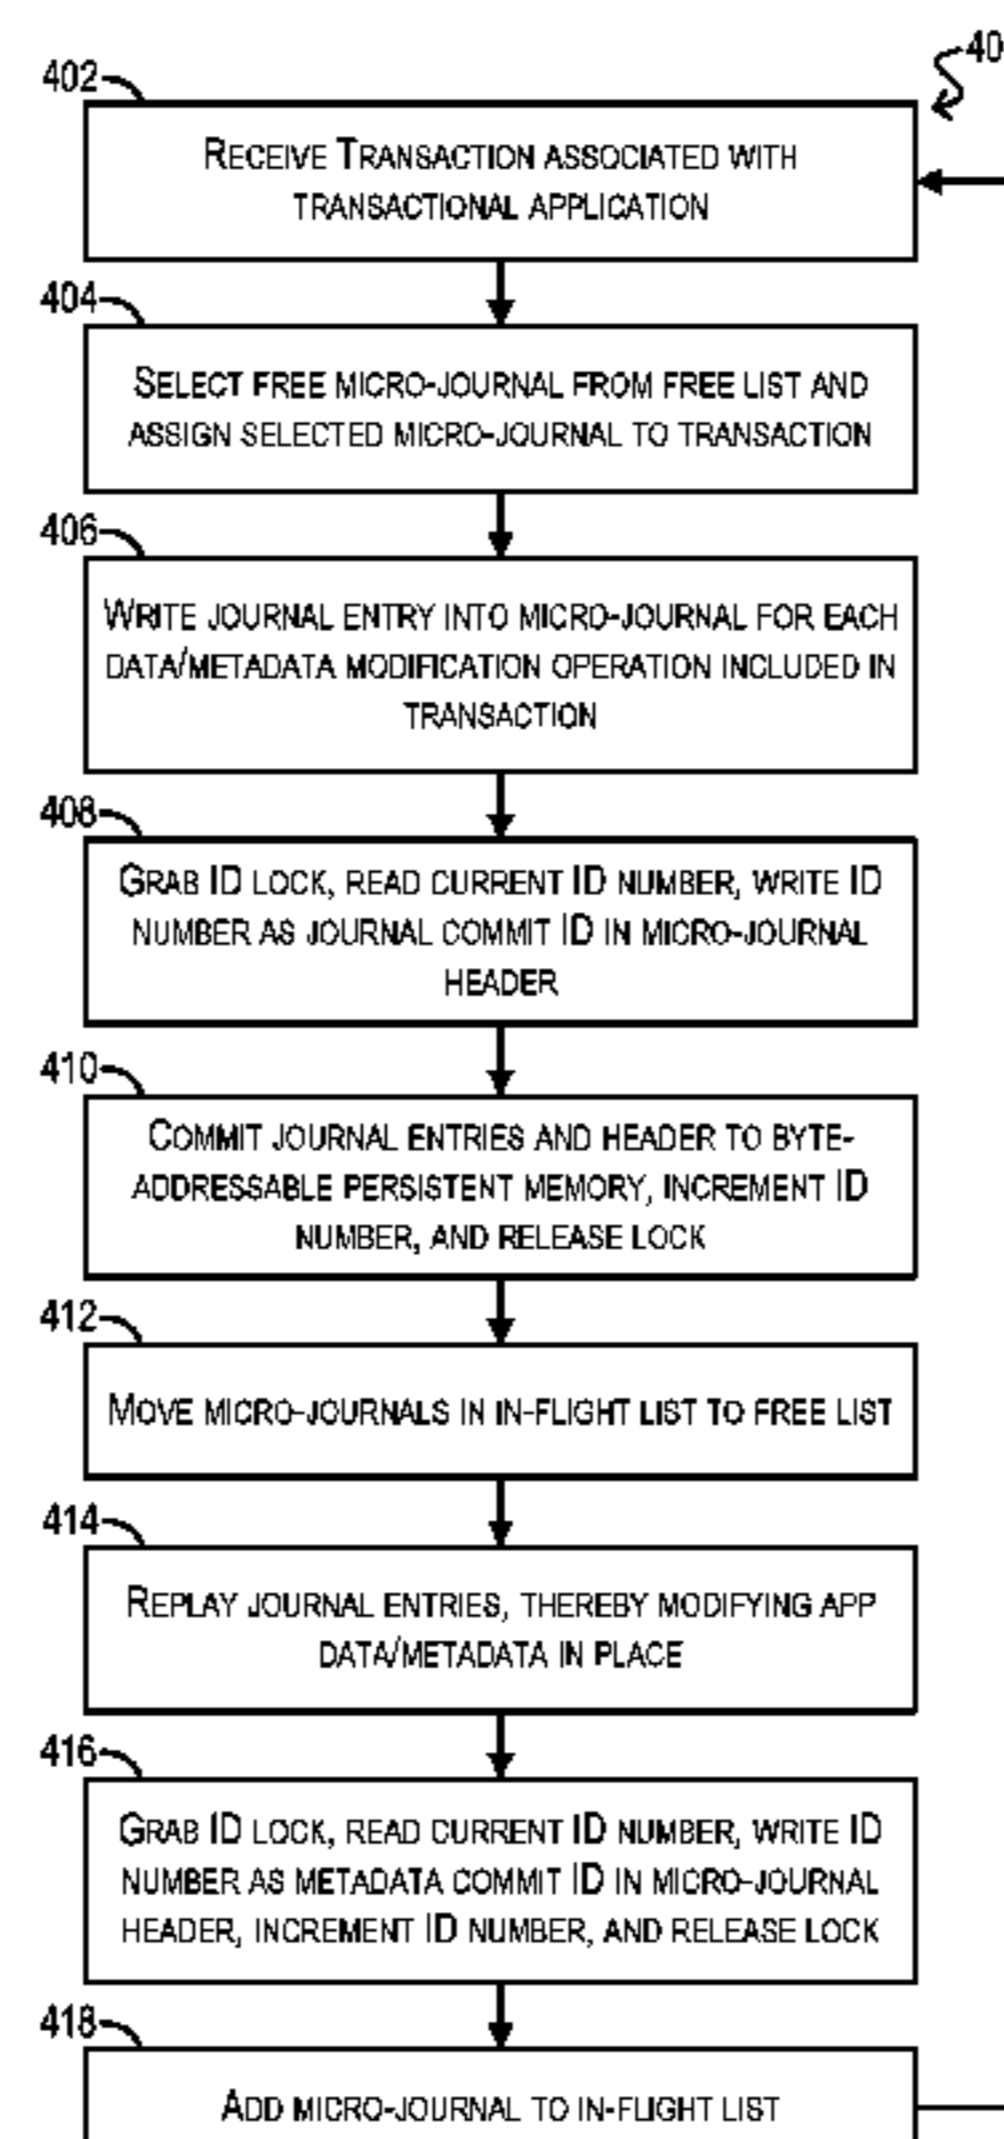 402
40
RECEIVE TRANSACTION ASSOCIATED WITH
TRANSACTIONAL APPLICATION
404
SELECT FREE MICRO-JOURNAL FROM FREE LIST AND
ASSIGN SELECTED MICRO-JOURNAL TO TRANSACTION
406
WRITE JOURNAL ENTRY INTO MICRO-JOURNAL FOR EACH
DATA/METADATA MODIFICATION OPERATION INCLUDED IN
TRANSACTION
408
GRAB ID LOCK, READ CURRENT ID NUMBER, WRITE ID
NUMBER AS JOURNAL COMMIT ID IN MICRO-JOURNAL
HEADER
410
COMMIT JOURNAL ENTRIES AND HEADER TO BYTE-
ADDRESSABLE PERSISTENT MEMORY, INCREMENT ID
NUMBER, AND RELEASE LOCK
412
MOVE MICRO-JOURNALS IN IN-FLIGHT LIST TO FREE LIST
414
REPLAY JOURNAL ENTRIES, THEREBY MODIFYING APP
DATA/METADATA IN PLACE
416
GRAB ID LOCK, READ CURRENT ID NUMBER, WRITE ID
NUMBER AS METADATA COMMIT ID IN MICRO-JOURNAL
HEADER, INCREMENT ID NUMBER, AND RELEASE LOCK
418
ADD MICRO-JOURNAL TO IN-FLIGHT LIST